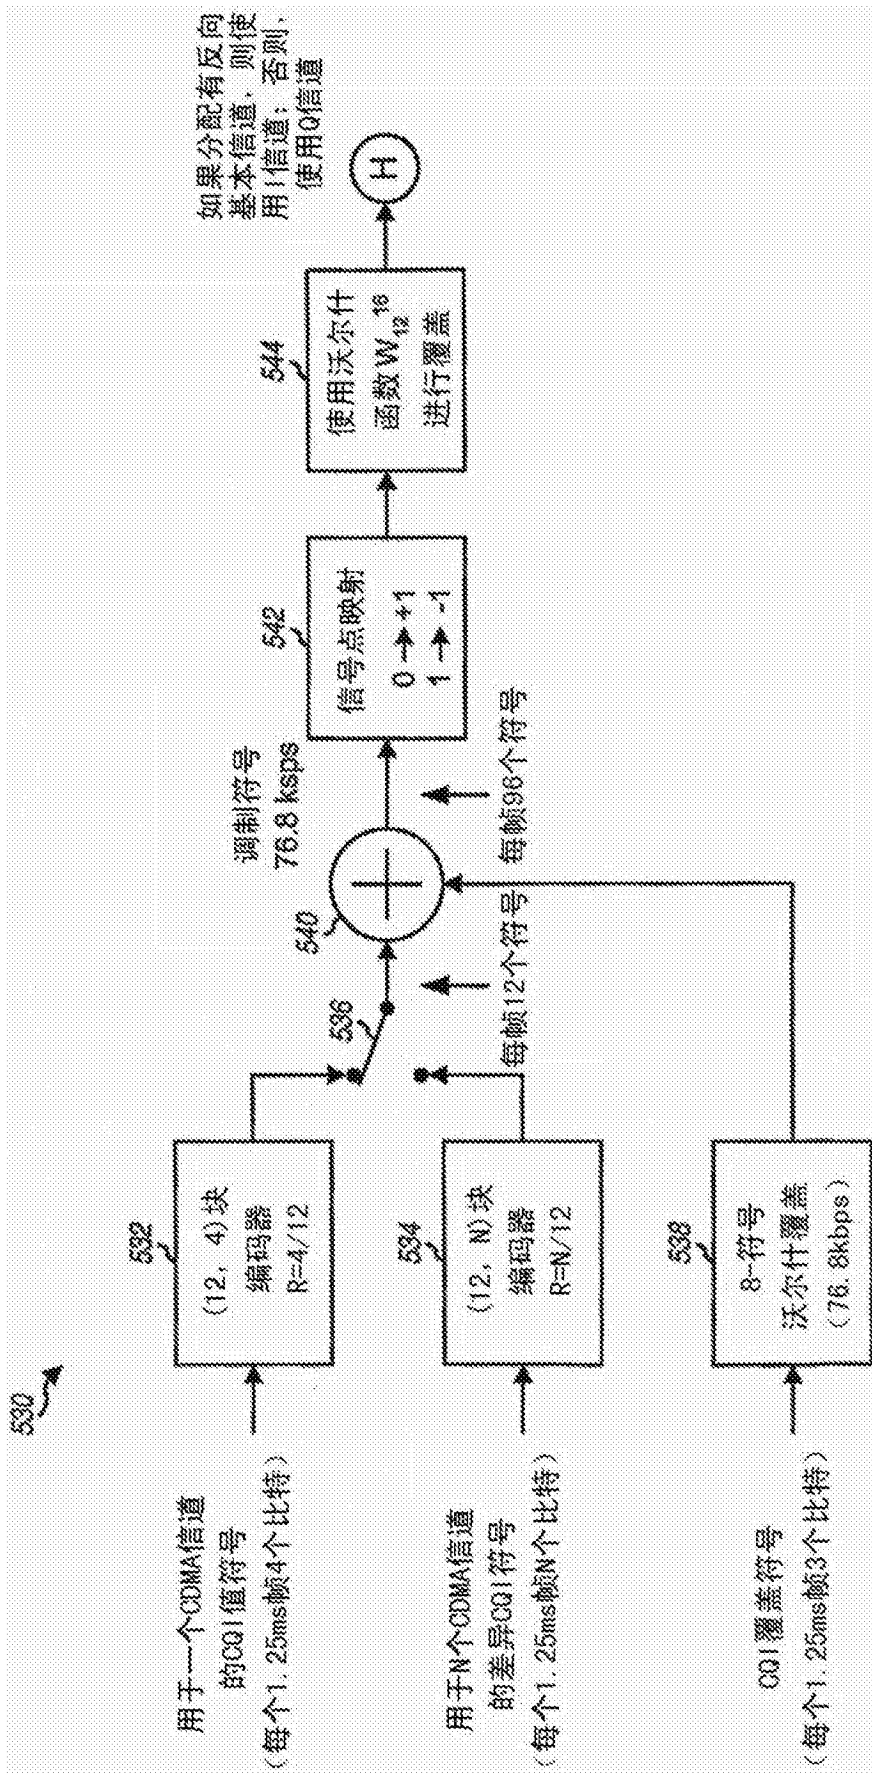 530
用于一个CDMA信道
的CQI值符号
(每个1.25ms帧4个比特)
532
(12, 4)块
编码器
R=4/12
用于N个CDMA信道
的差异CQI符号
(每个1.25ms帧N个比特)
534
(12, N)块
编码器
R=N/12
CQI覆盖符号
(每个1.25ms帧3个比特)
538
8-符号
沃尔什覆盖
(76.8kbps)
536
每帧12个符号
540
调制符号
76.8 ksps
每帧96个符号
542
信号点映射
0→+1
1→-1
544
使用沃尔什
函数W₁₂¹⁶
进行覆盖
H
如果分配有反向
基本信道，则使
用I信道；否则，
使用Q信道